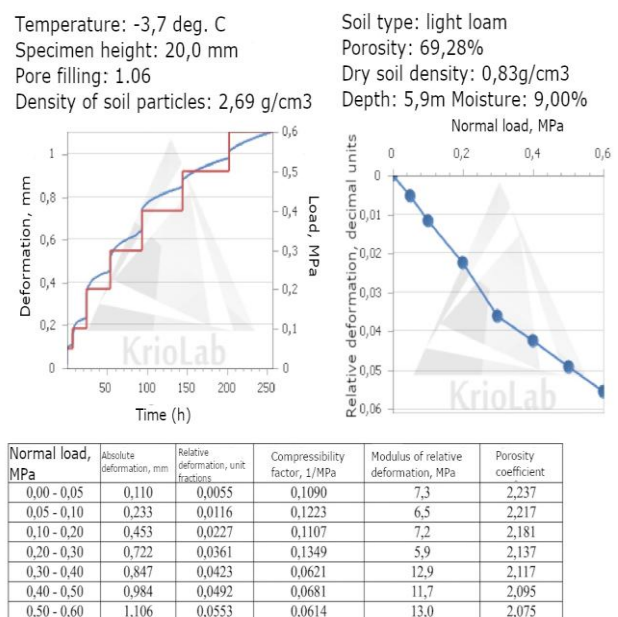 Temperature: -3,7 deg. C
Specimen height: 20,0 mm
Pore filling: 1.06
Density of soil particles: 2,69 g/cm3
Soil type: light loam
Porosity: 69,28%
Dry soil density: 0,83g/cm3
Depth: 5,9m Moisture: 9,00%
Deformation, mm
1
0,8
0,6
0,4
0,2
0
0,6
0,5
0,4
0,3
0,2
0,1
0
Load, MPa
KrioLab
50 100 150 200 250
Time (h)
Normal load, MPa
0 0,2 0,4 0,6
Relative deformation, decimal units
0
0,01
0,02
0,03
0,04
0,05
0,06
KrioLab
Normal load, MPa Absolute deformation, mm Relative deformation, unit fractions Compressibility factor, 1/MPa Modulus of relative deformation, MPa Porosity coefficient
0,00 - 0,05 0,110 0,0055 0,1090 7,3 2,237
0,05 - 0,10 0,233 0,0116 0,1223 6,5 2,217
0,10 - 0,20 0,453 0,0227 0,1107 7,2 2,181
0,20 - 0,30 0,722 0,0361 0,1349 5,9 2,137
0,30 - 0,40 0,847 0,0423 0,0621 12,9 2,117
0,40 - 0,50 0,984 0,0492 0,0681 11,7 2,095
0,50 - 0,60 1,106 0,0553 0,0614 13,0 2,075